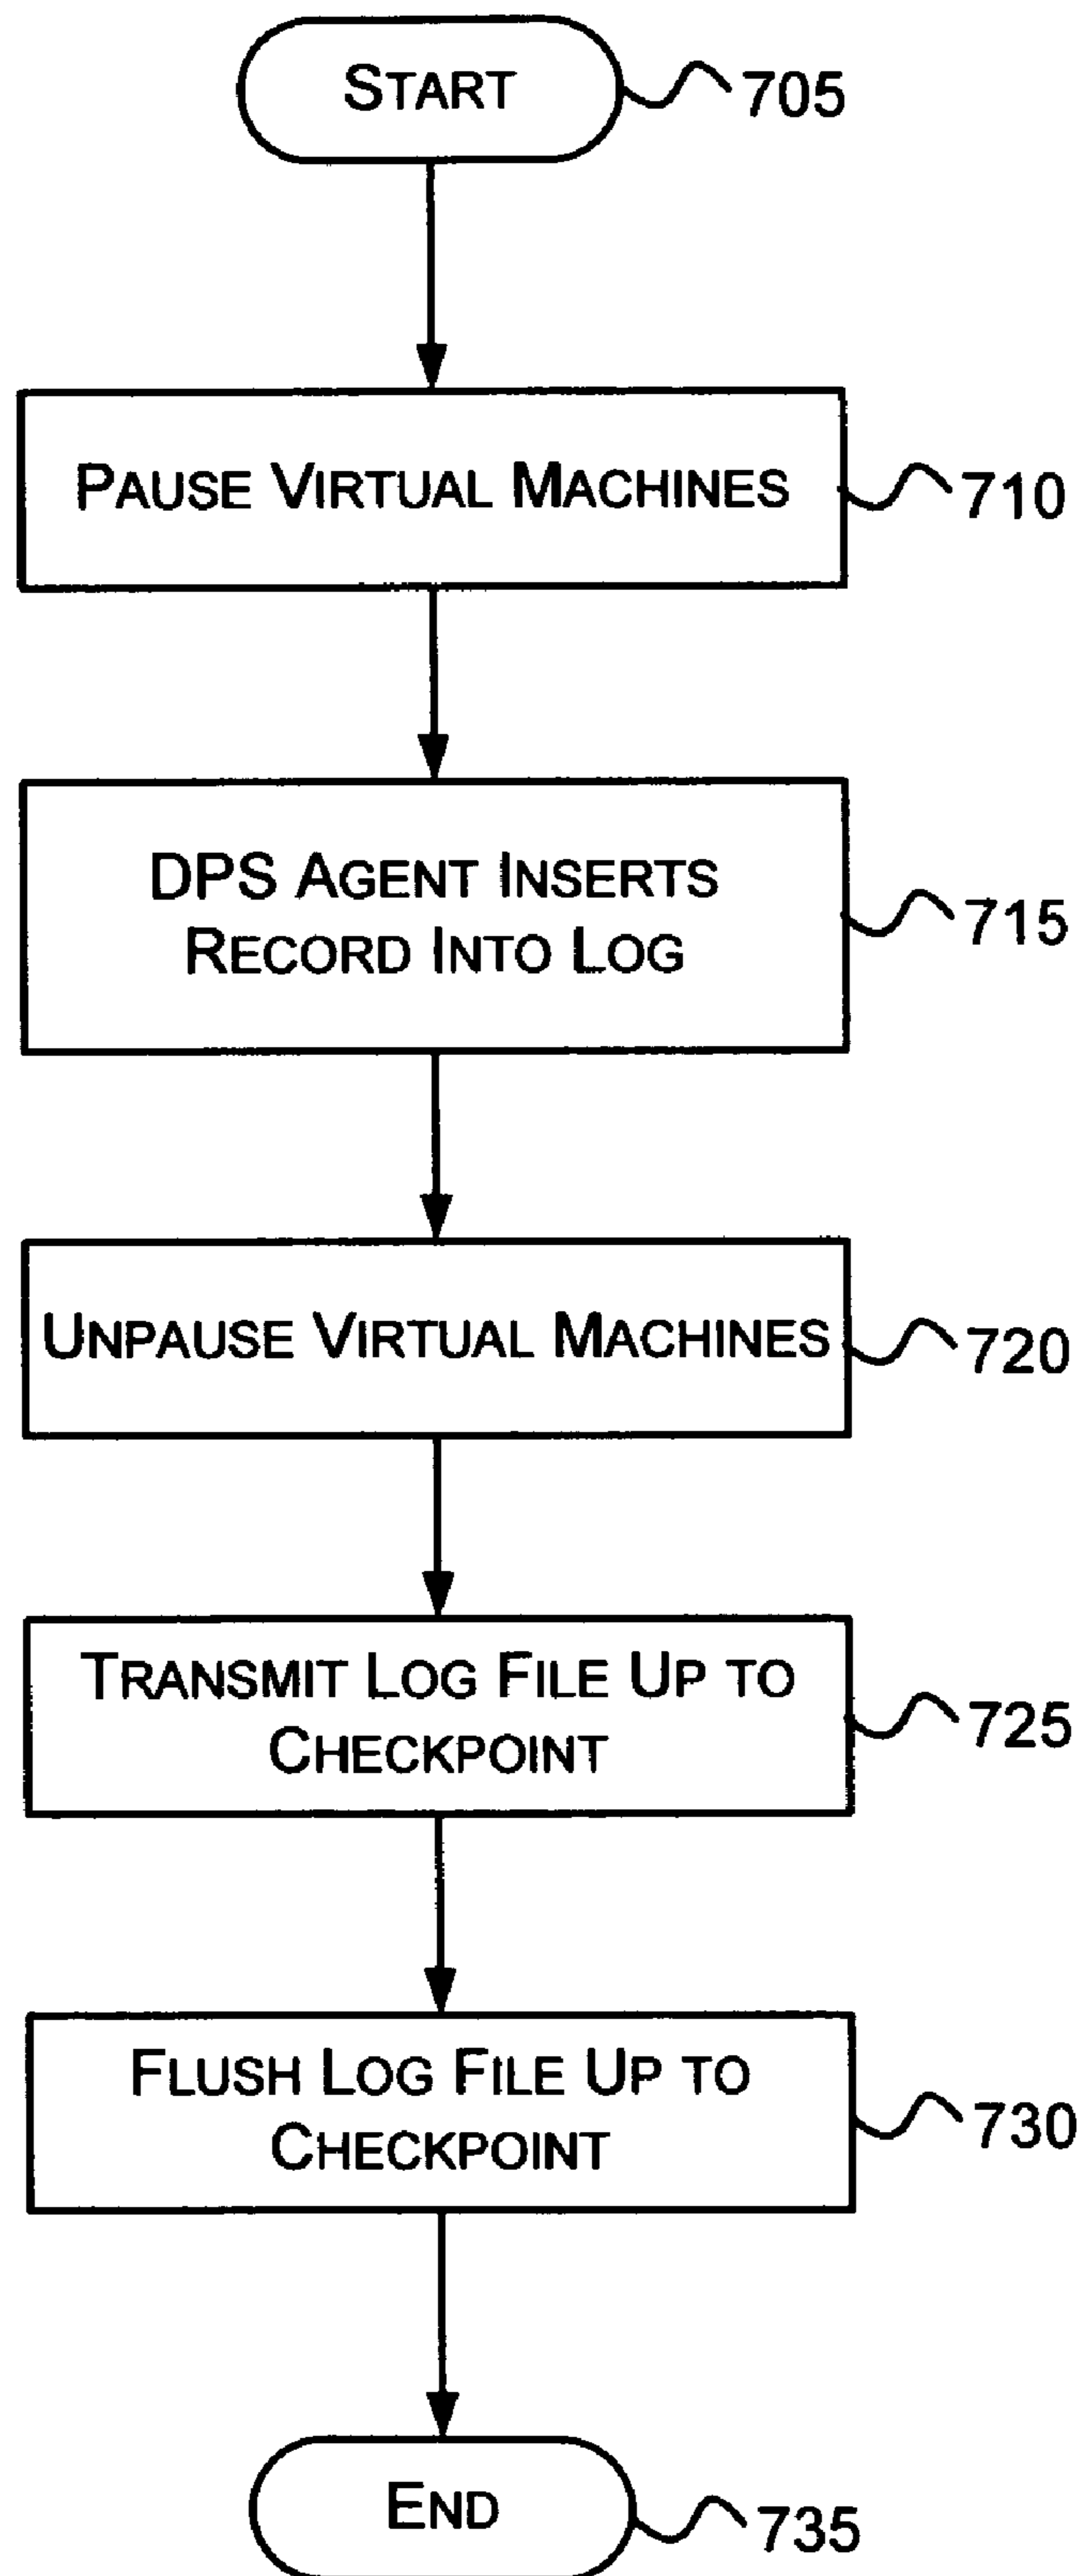 START
705
PAUSE VIRTUAL MACHINES
710
DPS AGENT INSERTS
RECORD INTO LOG
715
UNPAUSE VIRTUAL MACHINES
720
TRANSMIT LOG FILE UP TO
CHECKPOINT
725
FLUSH LOG FILE UP TO
CHECKPOINT
730
END
735